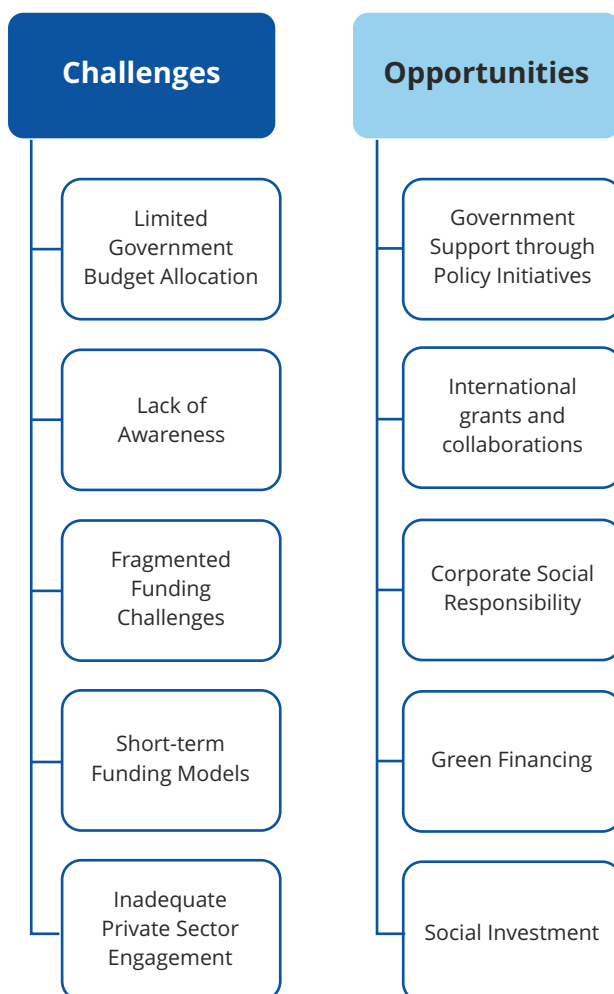 Challenges
Limited
Government
Budget Allocation
Lack of
Awareness
Fragmented
Funding
Challenges
Short-term
Funding Models
Inadequate
Private Sector
Engagement
Opportunities
Government
Support through
Policy Initiatives
International
grants and
collaborations
Corporate Social
Responsibility
Green Financing
Social Investment